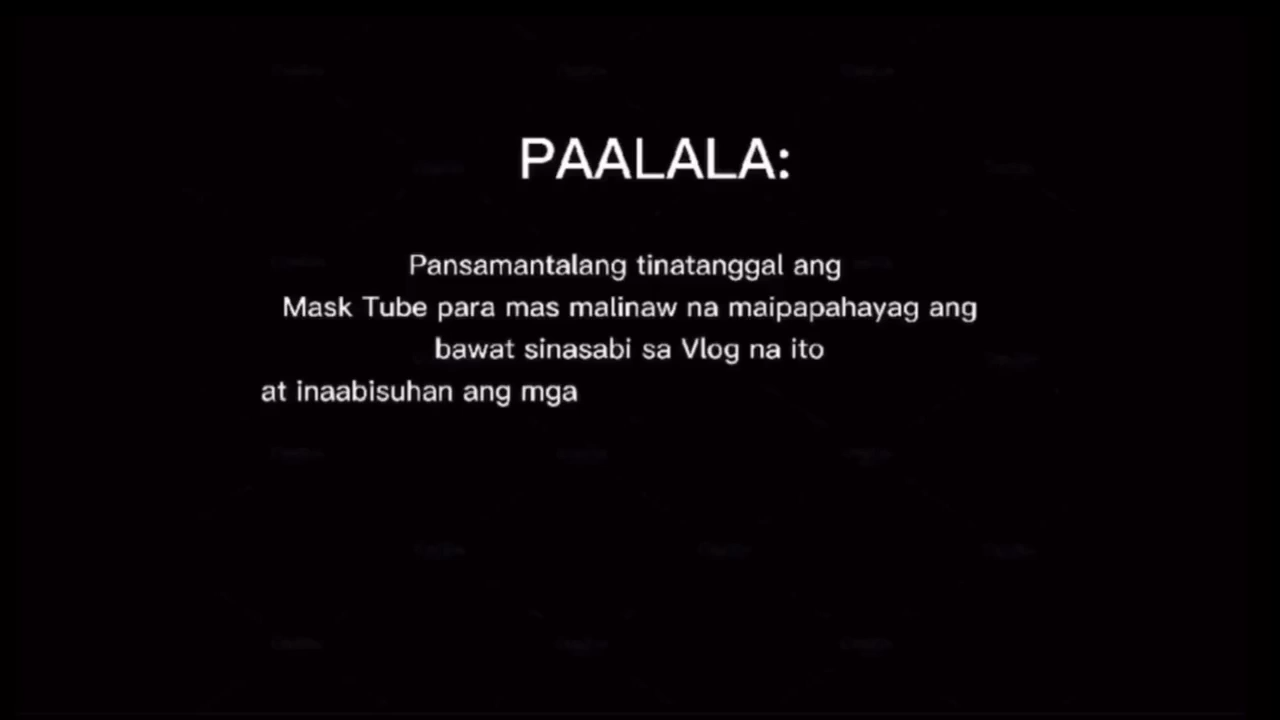 PAALALA:
Pansamantalang tinatanggal ang
Mask Tube para mas malinaw na maipapahayag ang
bawat sinasabi sa Vlog na ito
at inaabisuhan ang mga